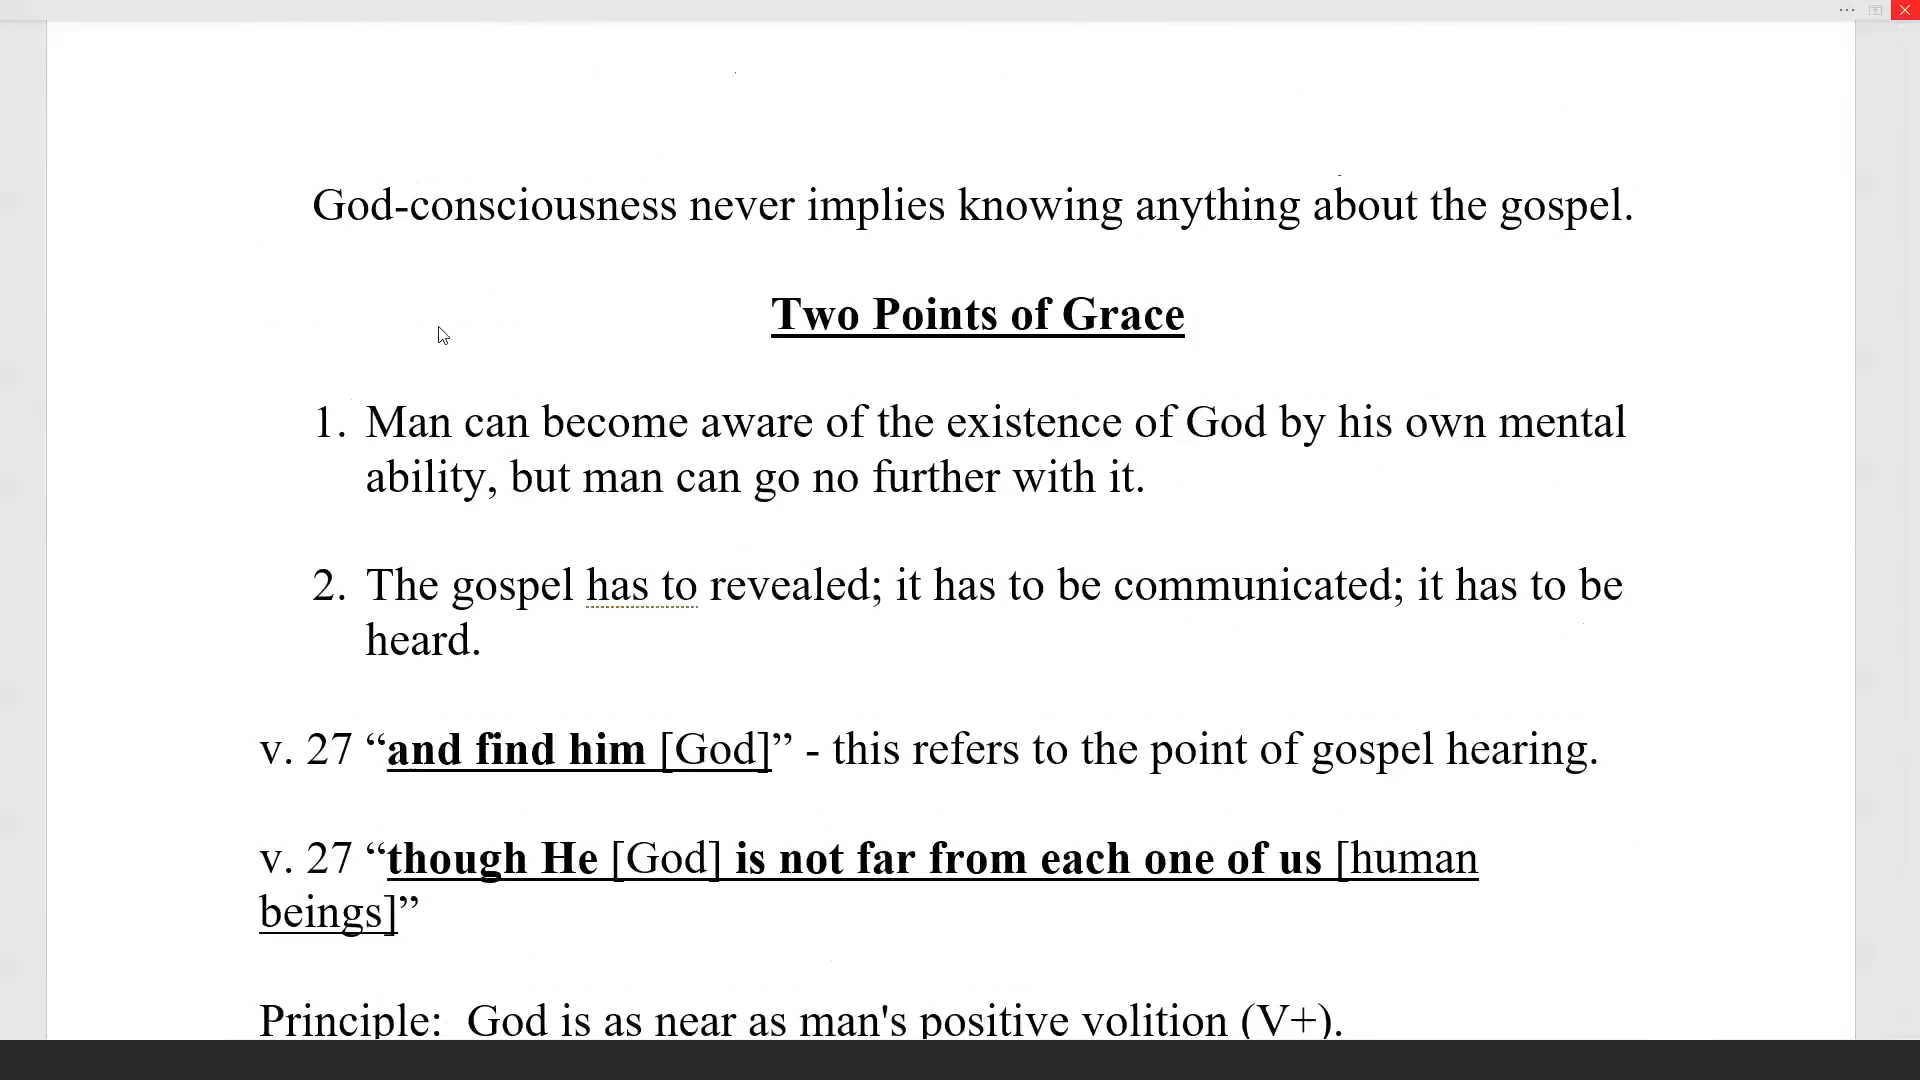 God-consciousness never implies knowing anything about the gospel.
Two Points of Grace
1. Man can become aware of the existence of God by his own mental
ability, but man can go no further with it.
2. The gospel has to revealed; it has to be communicated; it has to be
heard.
v. 27 “and find him [God]” - this refers to the point of gospel hearing.
v. 27 “though He [God] is not far from each one of us [human
beings]”
Principle:  God is as near as man's positive volition (V+).